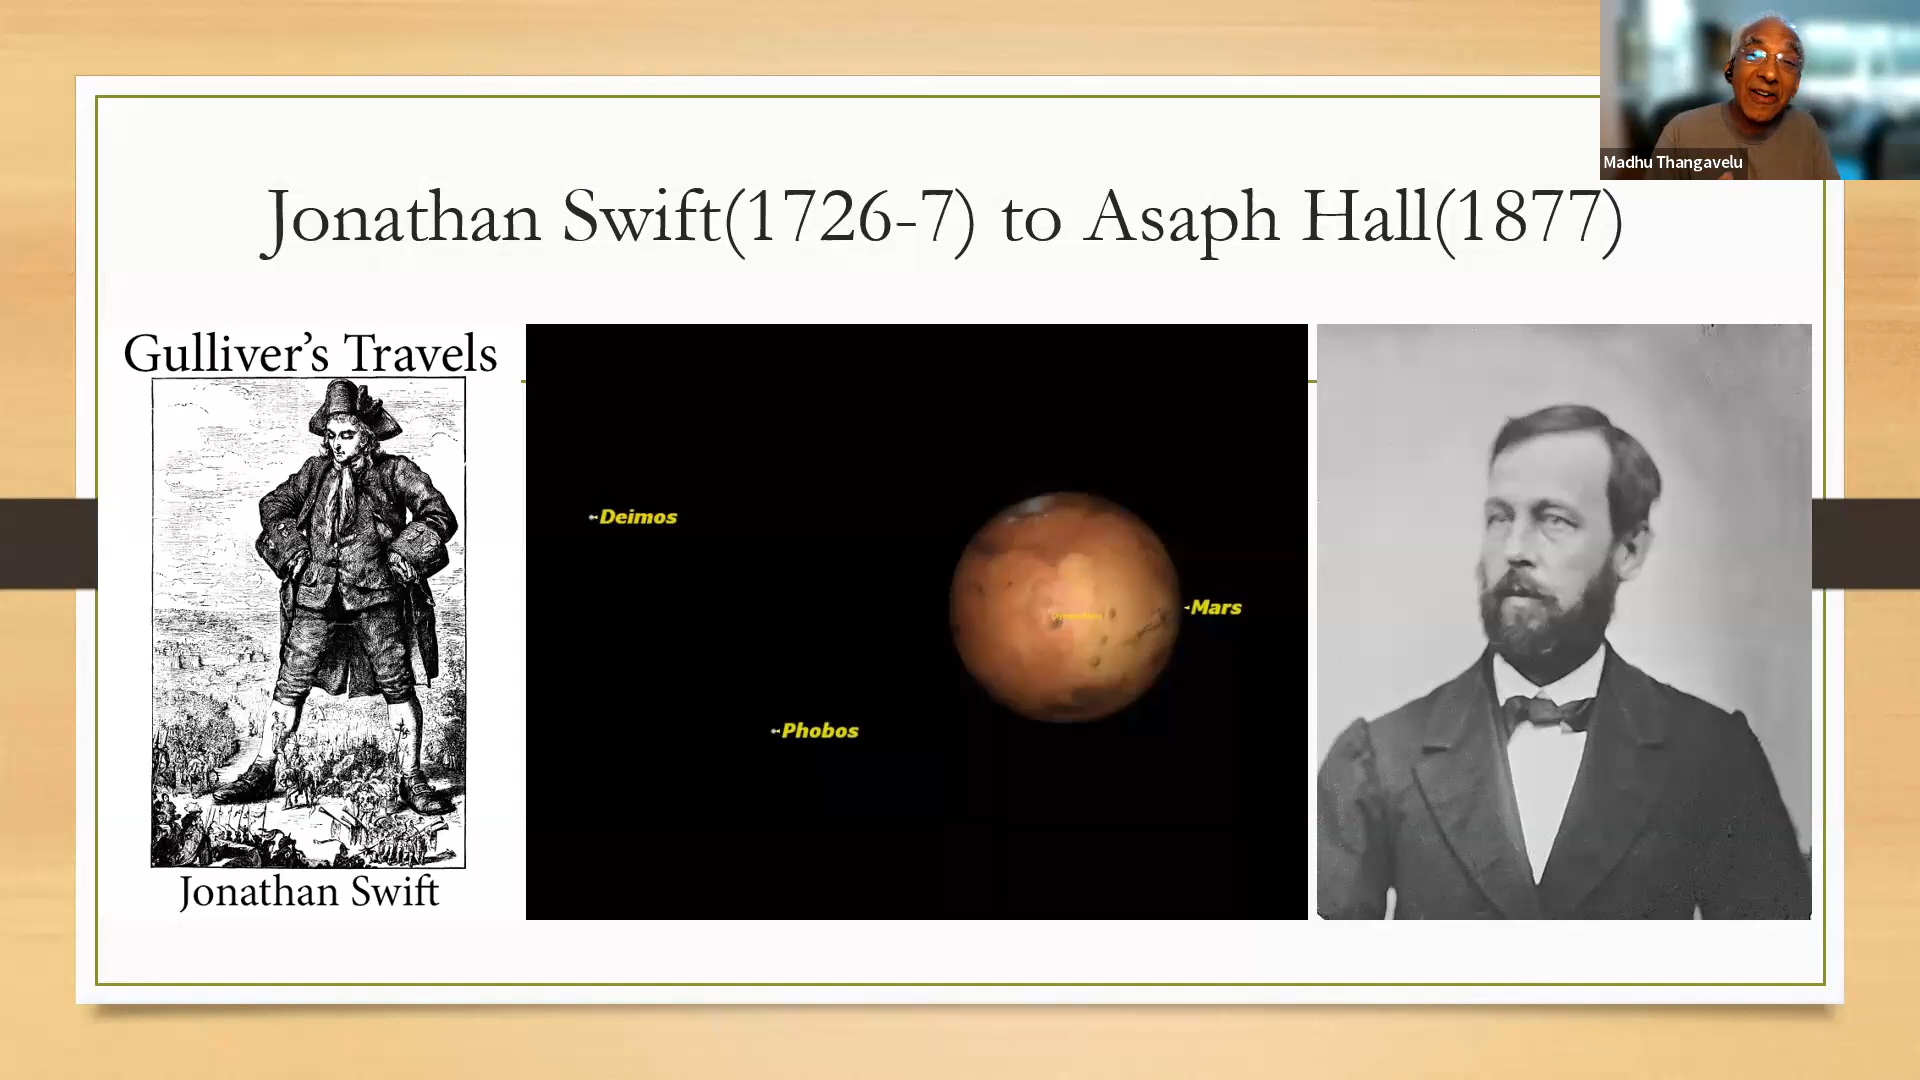 Madhu Thangavelu
Jonathan Swift(1726-7) to Asaph Hall(1877)
Gulliver's Travels
Deimos
Mars
Phobos
Jonathan Swift